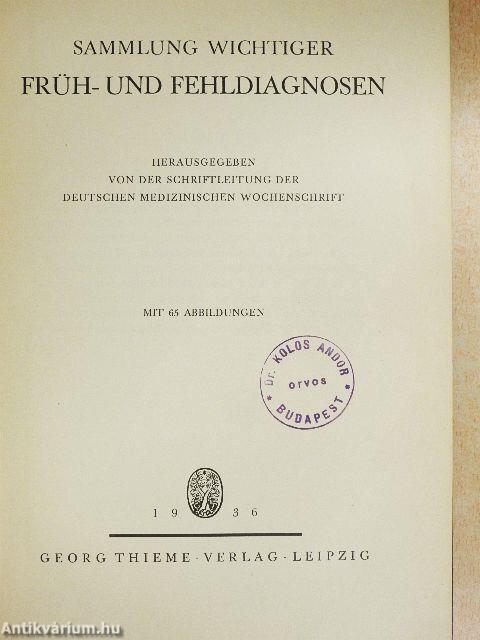 SAMMLUNG WICHTIGER
FRÜH- UND FEHLDIAGNOSEN
HERAUSGEGEBEN
VON DER SCHRIFTLEITUNG DER
DEUTSCHEN MEDIZINISCHEN WOCHENSCHRIFT
MIT 65 ABBILDUNGEN
Dr. KOLOS ANDOR
orvos
* BUDAPEST *
1936
GEORG THIEME · VERLAG · LEIPZIG
Antikvárium.hu